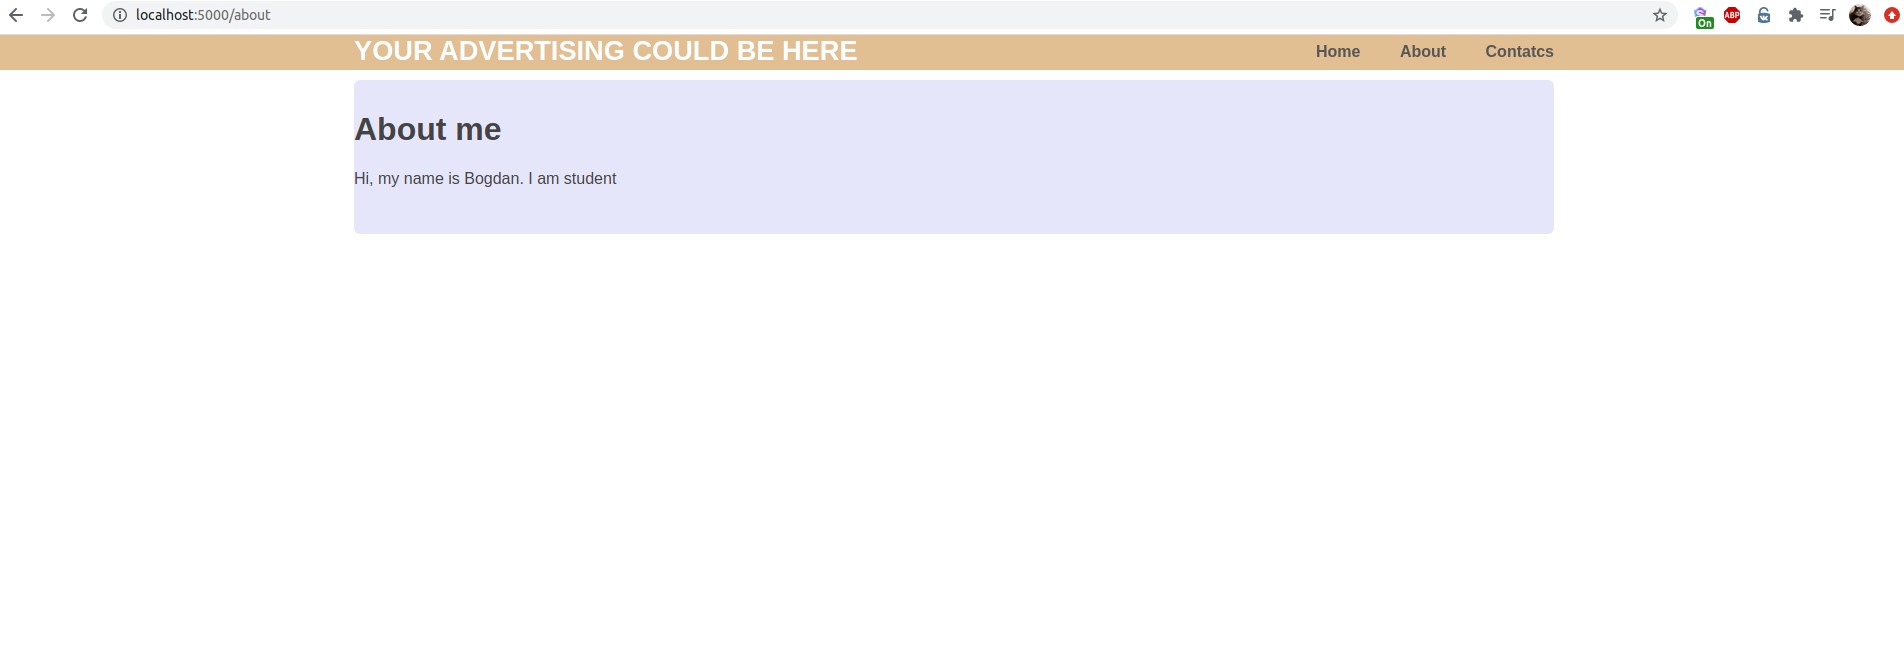 localhost:5000/about
On
ABP
YOUR ADVERTISING COULD BE HERE
Home About Contatcs
About me
Hi, my name is Bogdan. I am student